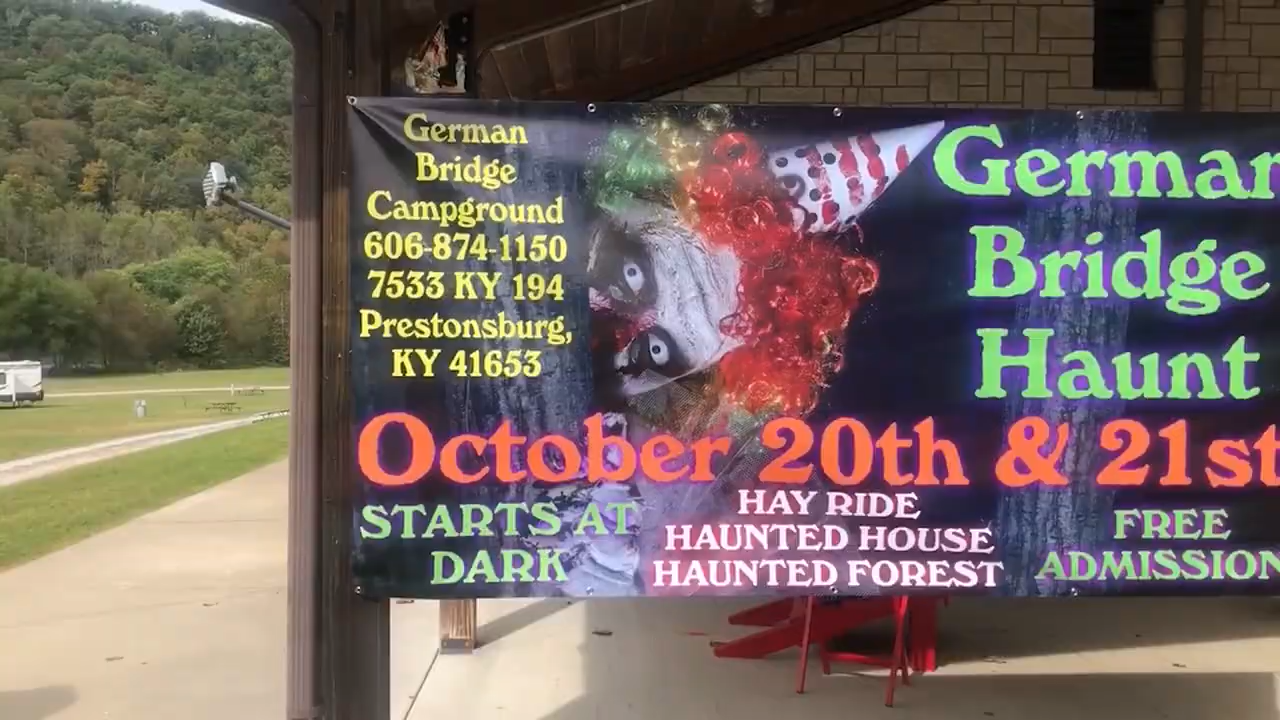 German
Bridge
Campground
606-874-1150
7533 KY 194
Prestonsburg,
KY 41653
German
Bridge
Haunt
October 20th & 21st
STARTS AT
DARK
HAY RIDE
HAUNTED HOUSE
HAUNTED FOREST
FREE
ADMISSION